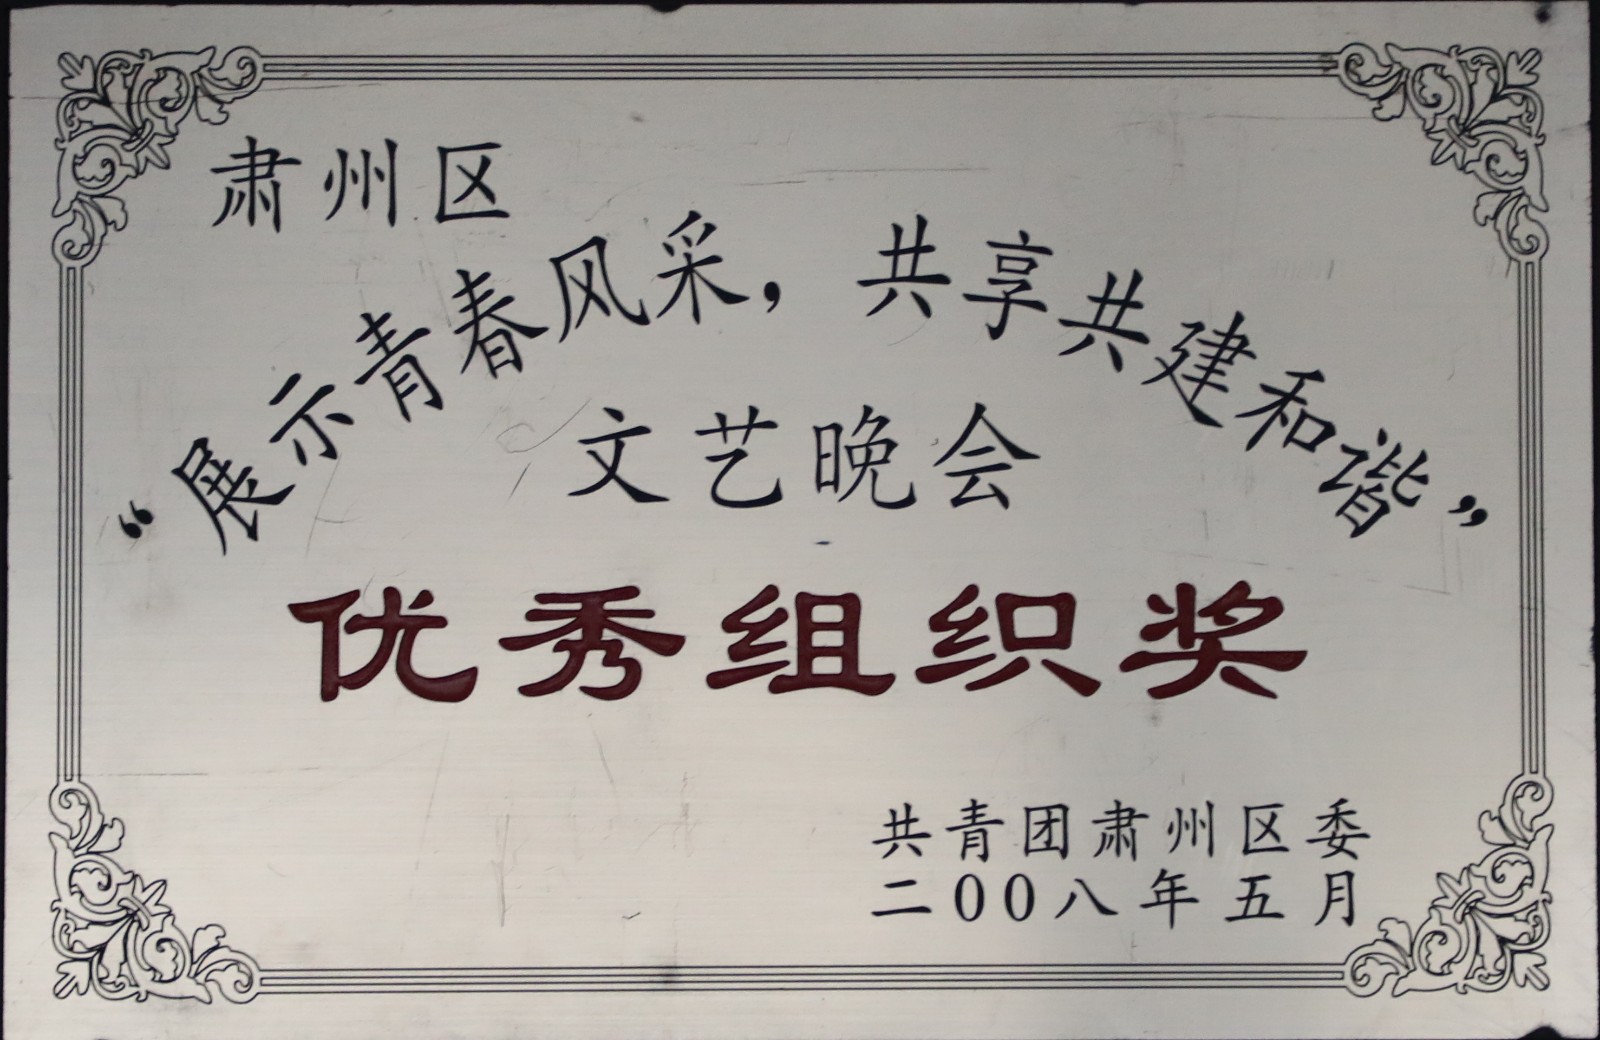 肃州区
“展示青春风采，共享共建和谐”
文艺晚会
优秀组织奖
共青团肃州区委
二00八年五月